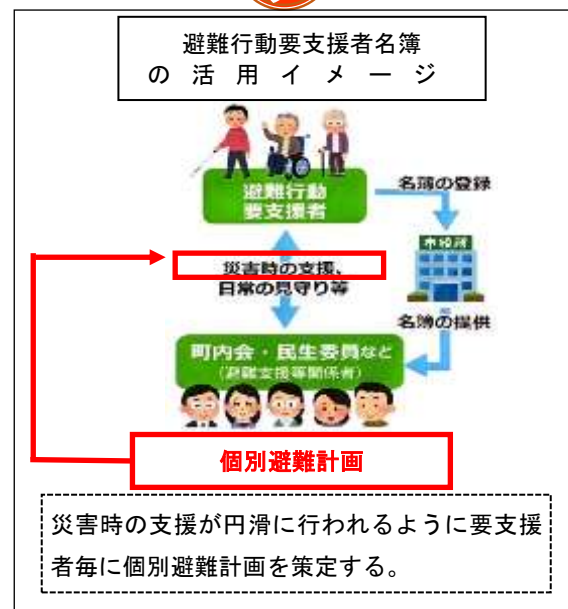 避難行動要支援者名簿
の活用イメージ
避難行動
要支援者
名簿の登録
市役所
災害時の支援、
日常の見守り等
名簿の提供
町内会・民生委員など
(避難支援等関係者)
個別避難計画
災害時の支援が円滑に行われるように要支援
者毎に個別避難計画を策定する。